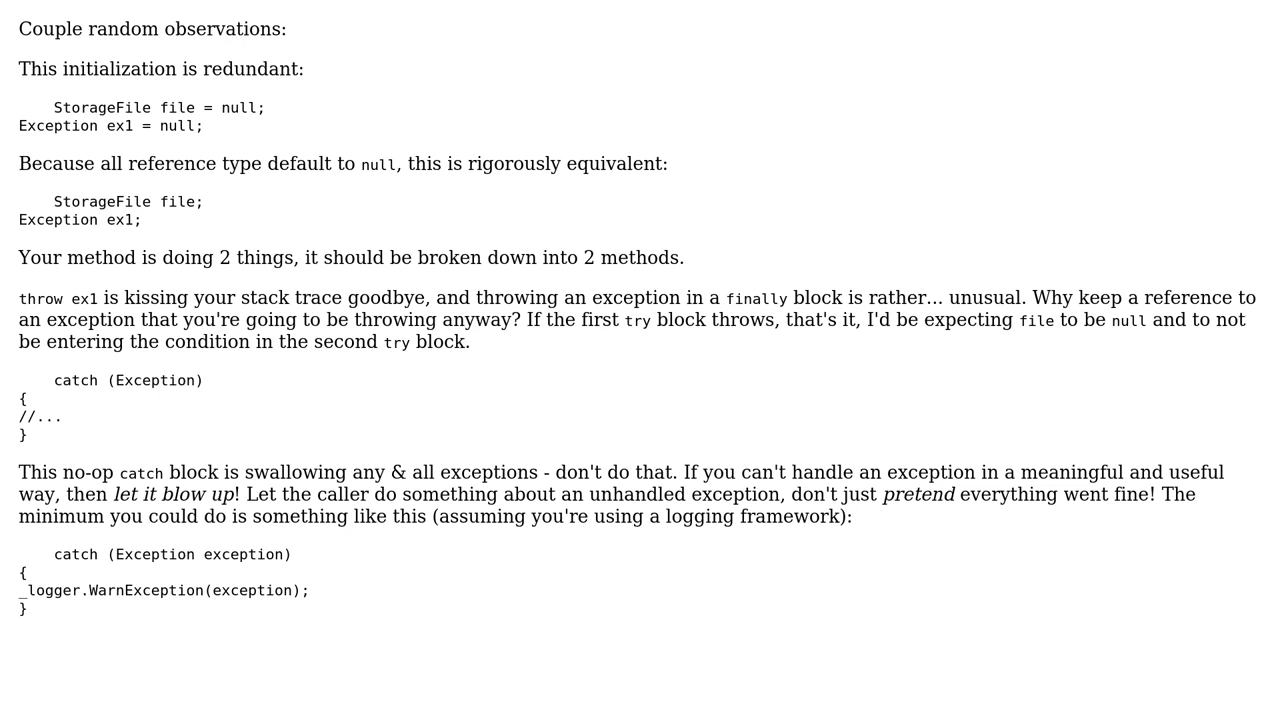 Couple random observations:
This initialization is redundant:
StorageFile file = null;
Exception ex1 = null;
Because all reference type default to null, this is rigorously equivalent:
StorageFile file;
Exception ex1;
Your method is doing 2 things, it should be broken down into 2 methods.
throw ex1 is kissing your stack trace goodbye, and throwing an exception in a finally block is rather... unusual. Why keep a reference to
an exception that you're going to be throwing anyway? If the first try block throws, that's it, I'd be expecting file to be null and to not
be entering the condition in the second try block.
catch (Exception)
{
//...
}
This no-op catch block is swallowing any & all exceptions - don't do that. If you can't handle an exception in a meaningful and useful
way, then let it blow up! Let the caller do something about an unhandled exception, don't just pretend everything went fine! The
minimum you could do is something like this (assuming you're using a logging framework):
catch (Exception exception)
{
_logger.WarnException(exception);
}